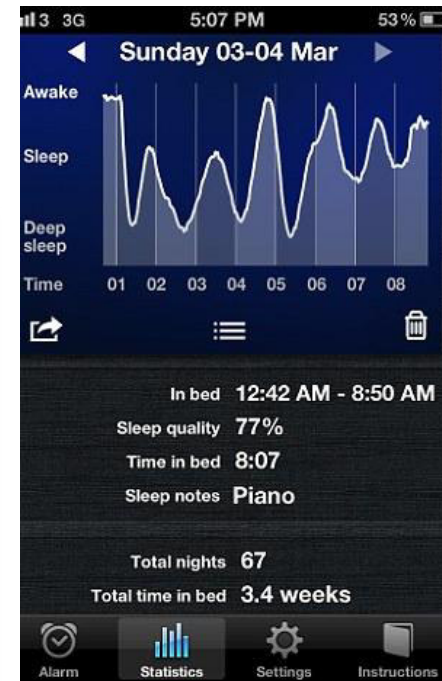 3 3G 5:07 PM 53%
Sunday 03-04 Mar
Awake
Sleep
Deep
sleep
Time 01 02 03 04 05 06 07 08
In bed 12:42 AM - 8:50 AM
Sleep quality 77%
Time in bed 8:07
Sleep notes Piano
Total nights 67
Total time in bed 3.4 weeks
Alarm Statistics Settings Instructions